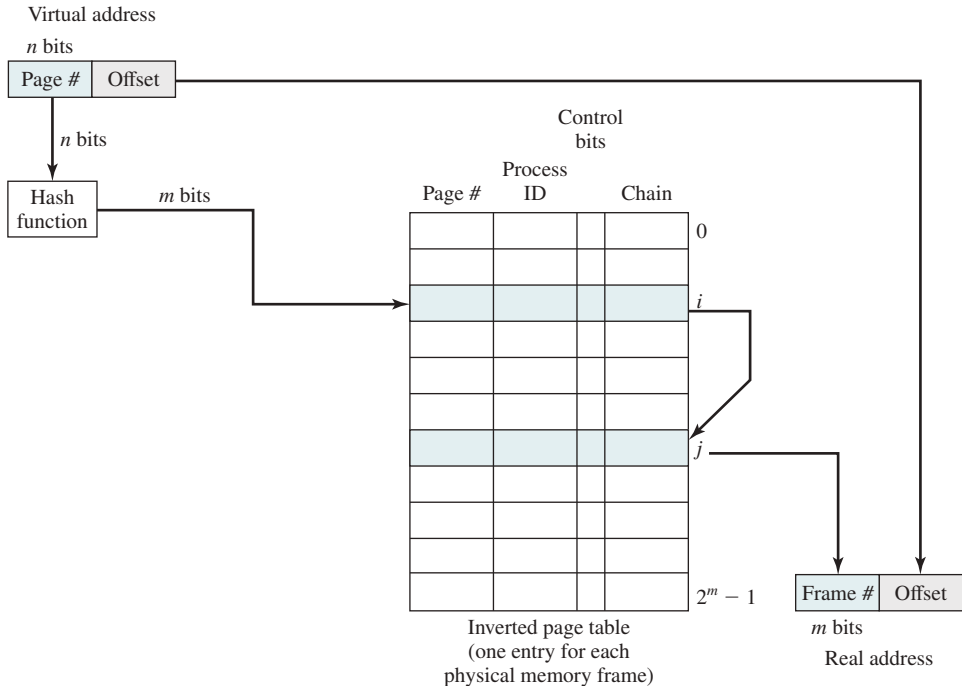 Virtual address
n bits
Page #
Offset
n bits
Hash
function
m bits
Control
bits
Process
Page #
ID
Chain
0
i
j
2^m − 1
Inverted page table
(one entry for each
physical memory frame)
Frame #
Offset
m bits
Real address